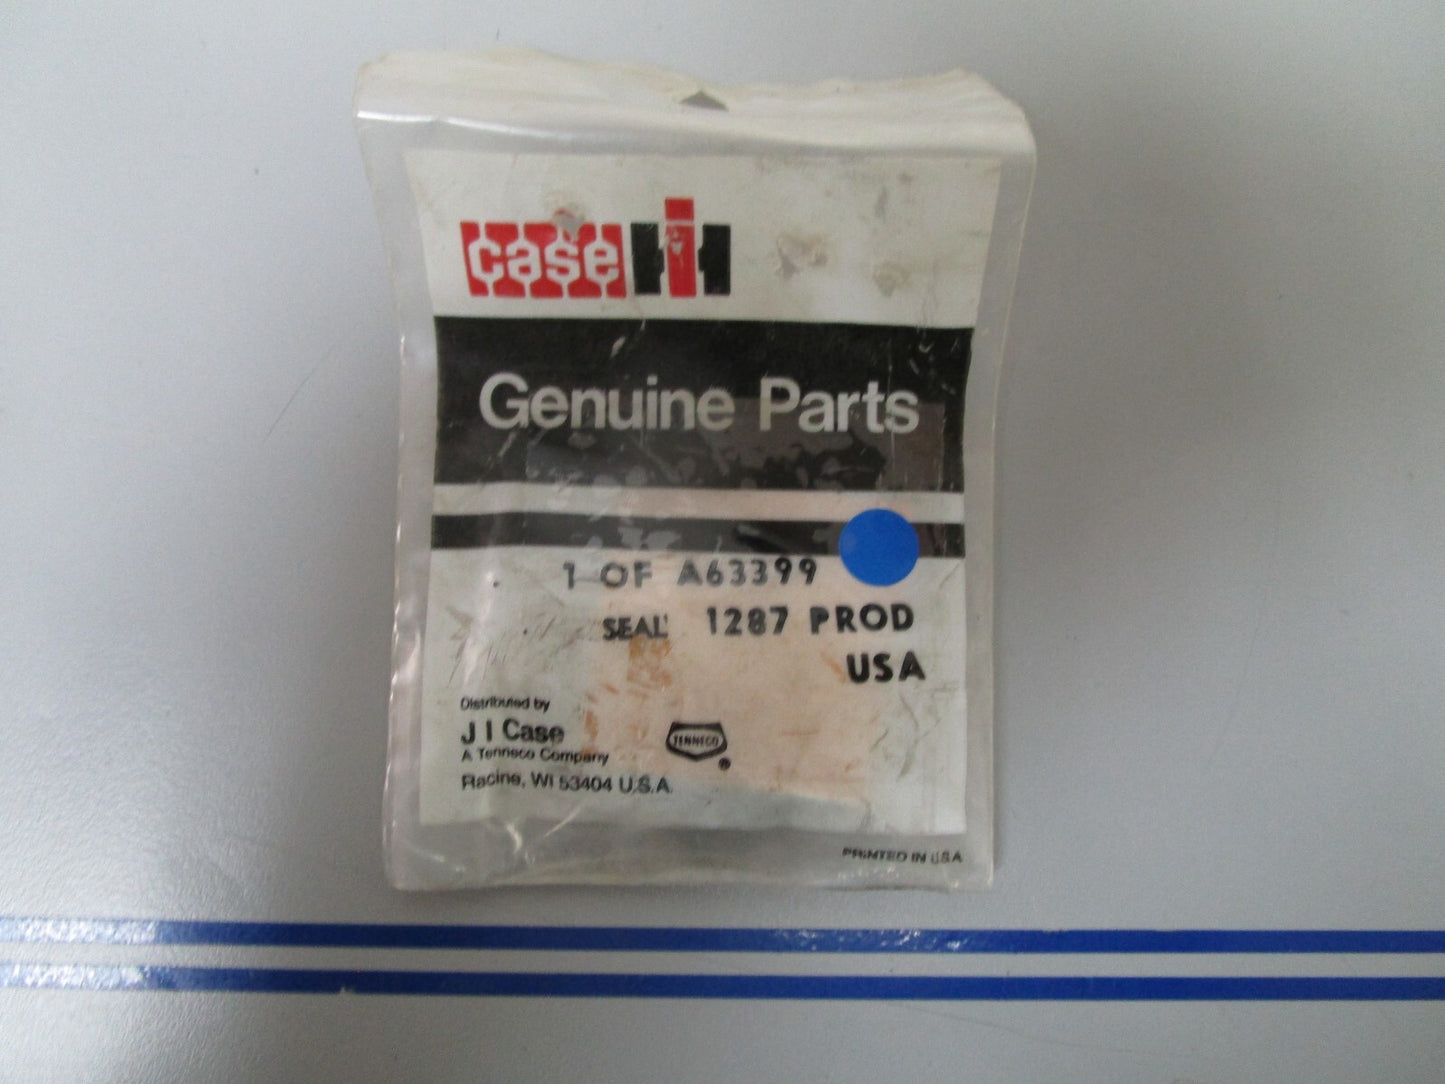 case IH
Genuine Parts
1 OF A63399
SEAL 1287 PROD
USA
Distributed by
J I Case
A Tenneco Company
Racine, WI 53404 U.S.A.
TENNECO
®
PRINTED IN U.S.A.